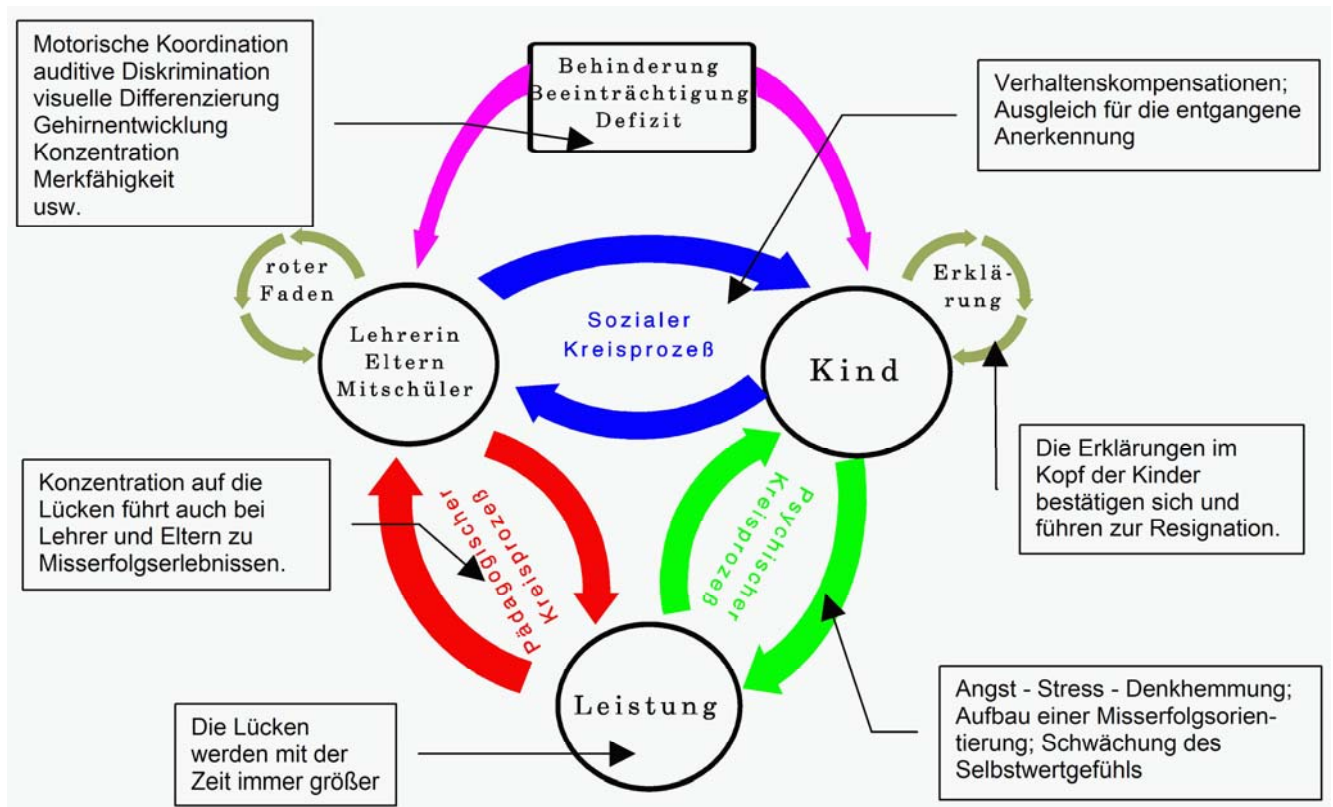 Motorische Koordination
auditive Diskrimination
visuelle Differenzierung
Gehirnentwicklung
Konzentration
Merkfähigkeit
usw.
Behinderung
Beeinträchtigung
Defizit
Verhaltenskompensationen;
Ausgleich für die entgangene
Anerkennung
roter
Faden
Erklä-
rung
Lehrerin
Eltern
Mitschüler
Sozialer
Kreisprozeß
Kind
Konzentration auf die
Lücken führt auch bei
Lehrer und Eltern zu
Misserfolgserlebnissen.
Pädagogischer
Kreisprozeß
Psychischer
Kreisprozeß
Die Erklärungen im
Kopf der Kinder
bestätigen sich und
führen zur Resignation.
Leistung
Die Lücken
werden mit der
Zeit immer größer
Angst - Stress - Denkhemmung;
Aufbau einer Misserfolgsorien-
tierung; Schwächung des
Selbstwertgefühls